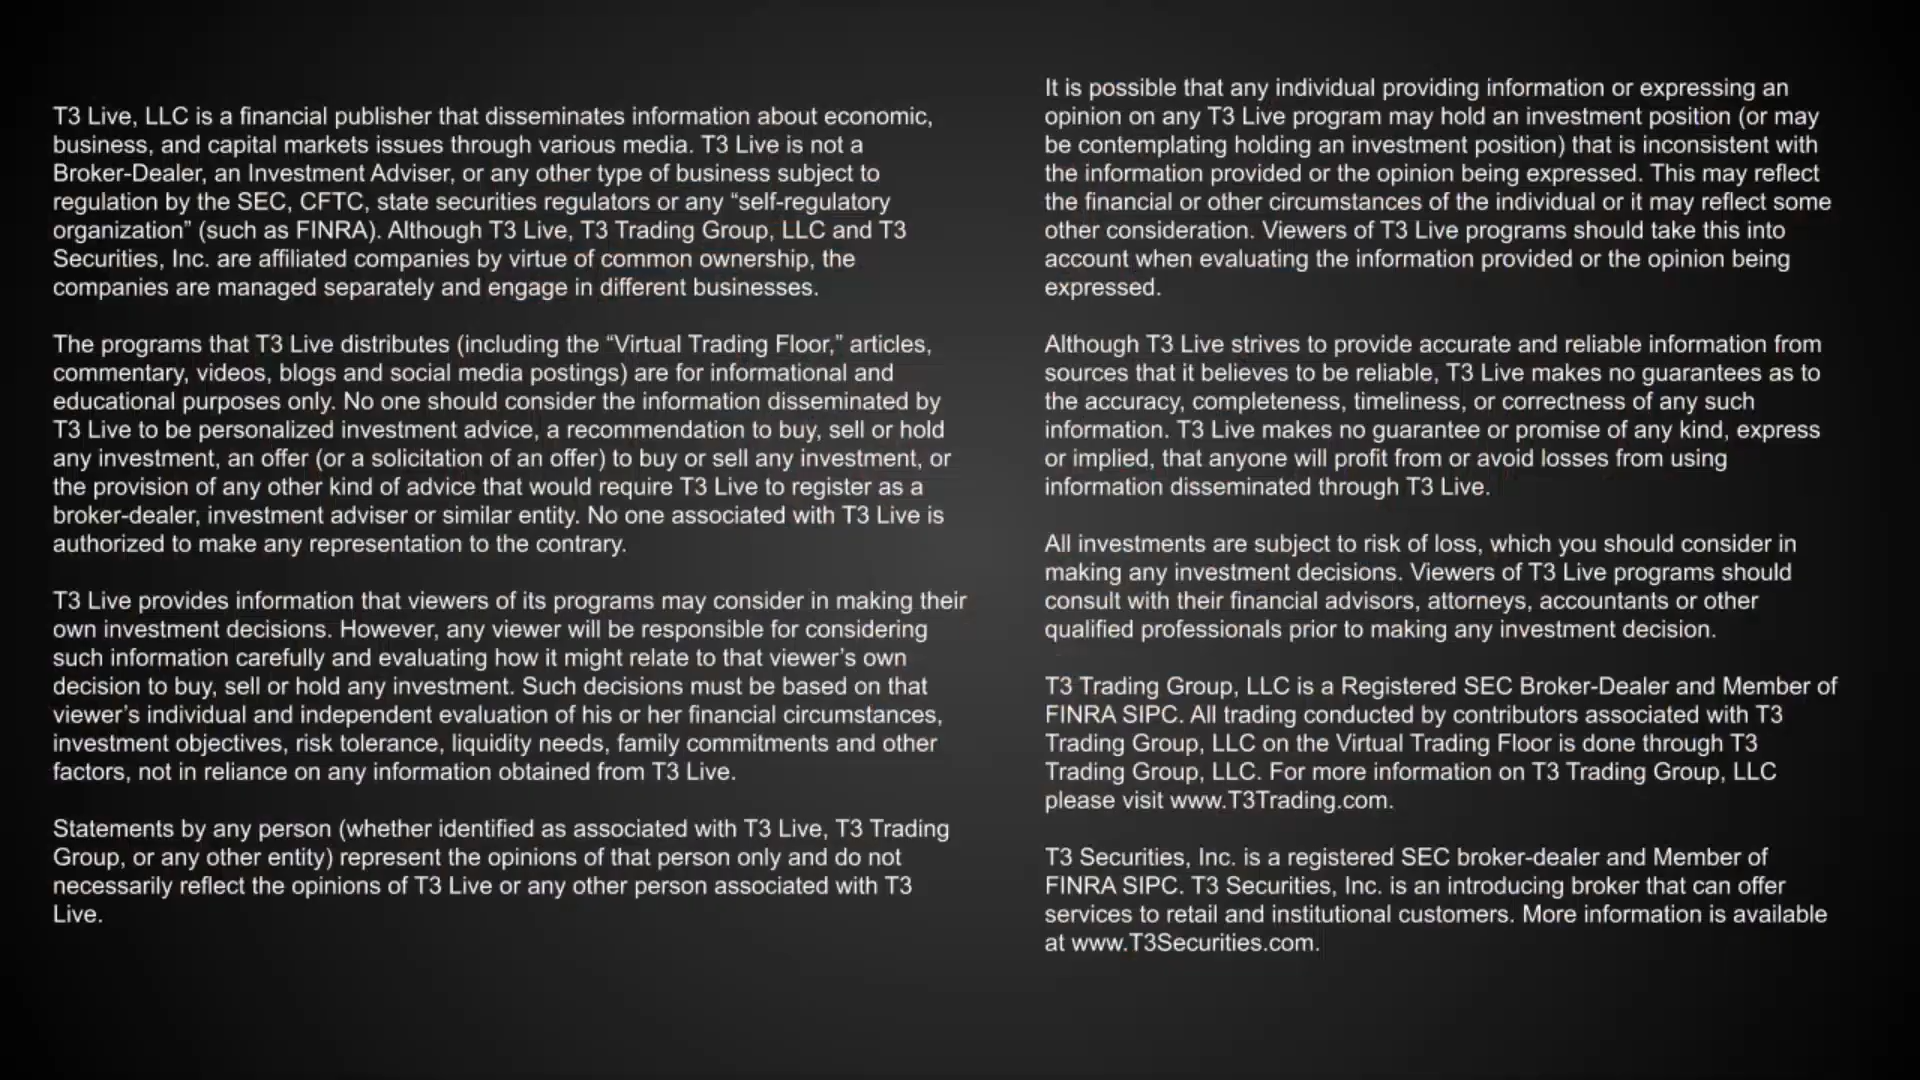 T3 Live, LLC is a financial publisher that disseminates information about economic,
business, and capital markets issues through various media. T3 Live is not a
Broker-Dealer, an Investment Adviser, or any other type of business subject to
regulation by the SEC, CFTC, state securities regulators or any “self-regulatory
organization” (such as FINRA). Although T3 Live, T3 Trading Group, LLC and T3
Securities, Inc. are affiliated companies by virtue of common ownership, the
companies are managed separately and engage in different businesses.
The programs that T3 Live distributes (including the “Virtual Trading Floor,” articles,
commentary, videos, blogs and social media postings) are for informational and
educational purposes only. No one should consider the information disseminated by
T3 Live to be personalized investment advice, a recommendation to buy, sell or hold
any investment, an offer (or a solicitation of an offer) to buy or sell any investment, or
the provision of any other kind of advice that would require T3 Live to register as a
broker-dealer, investment adviser or similar entity. No one associated with T3 Live is
authorized to make any representation to the contrary.
T3 Live provides information that viewers of its programs may consider in making their
own investment decisions. However, any viewer will be responsible for considering
such information carefully and evaluating how it might relate to that viewer’s own
decision to buy, sell or hold any investment. Such decisions must be based on that
viewer’s individual and independent evaluation of his or her financial circumstances,
investment objectives, risk tolerance, liquidity needs, family commitments and other
factors, not in reliance on any information obtained from T3 Live.
Statements by any person (whether identified as associated with T3 Live, T3 Trading
Group, or any other entity) represent the opinions of that person only and do not
necessarily reflect the opinions of T3 Live or any other person associated with T3
Live.
It is possible that any individual providing information or expressing an
opinion on any T3 Live program may hold an investment position (or may
be contemplating holding an investment position) that is inconsistent with
the information provided or the opinion being expressed. This may reflect
the financial or other circumstances of the individual or it may reflect some
other consideration. Viewers of T3 Live programs should take this into
account when evaluating the information provided or the opinion being
expressed.
Although T3 Live strives to provide accurate and reliable information from
sources that it believes to be reliable, T3 Live makes no guarantees as to
the accuracy, completeness, timeliness, or correctness of any such
information. T3 Live makes no guarantee or promise of any kind, express
or implied, that anyone will profit from or avoid losses from using
information disseminated through T3 Live.
All investments are subject to risk of loss, which you should consider in
making any investment decisions. Viewers of T3 Live programs should
consult with their financial advisors, attorneys, accountants or other
qualified professionals prior to making any investment decision.
T3 Trading Group, LLC is a Registered SEC Broker-Dealer and Member of
FINRA SIPC. All trading conducted by contributors associated with T3
Trading Group, LLC on the Virtual Trading Floor is done through T3
Trading Group, LLC. For more information on T3 Trading Group, LLC
please visit www.T3Trading.com.
T3 Securities, Inc. is a registered SEC broker-dealer and Member of
FINRA SIPC. T3 Securities, Inc. is an introducing broker that can offer
services to retail and institutional customers. More information is available
at www.T3Securities.com.